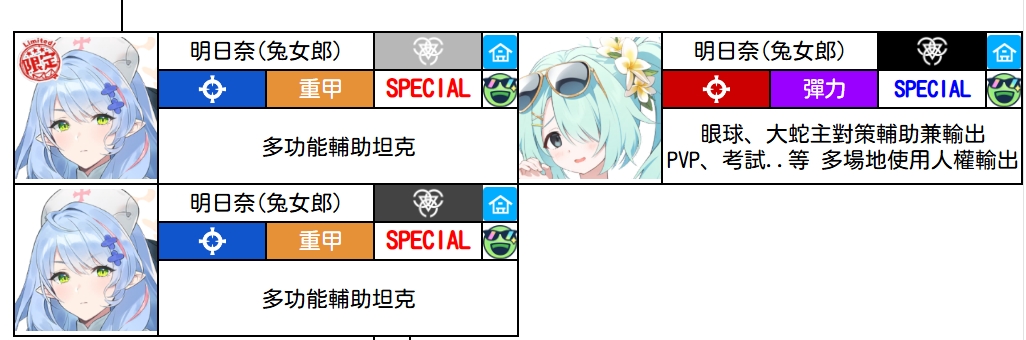 Limited!
限定
明日奈(兔女郎)
重甲
SPECIAL
多功能輔助坦克
明日奈(兔女郎)
彈力
SPECIAL
眼球、大蛇主對策輔助兼輸出
PVP、考試..等 多場地使用人權輸出
明日奈(兔女郎)
重甲
SPECIAL
多功能輔助坦克